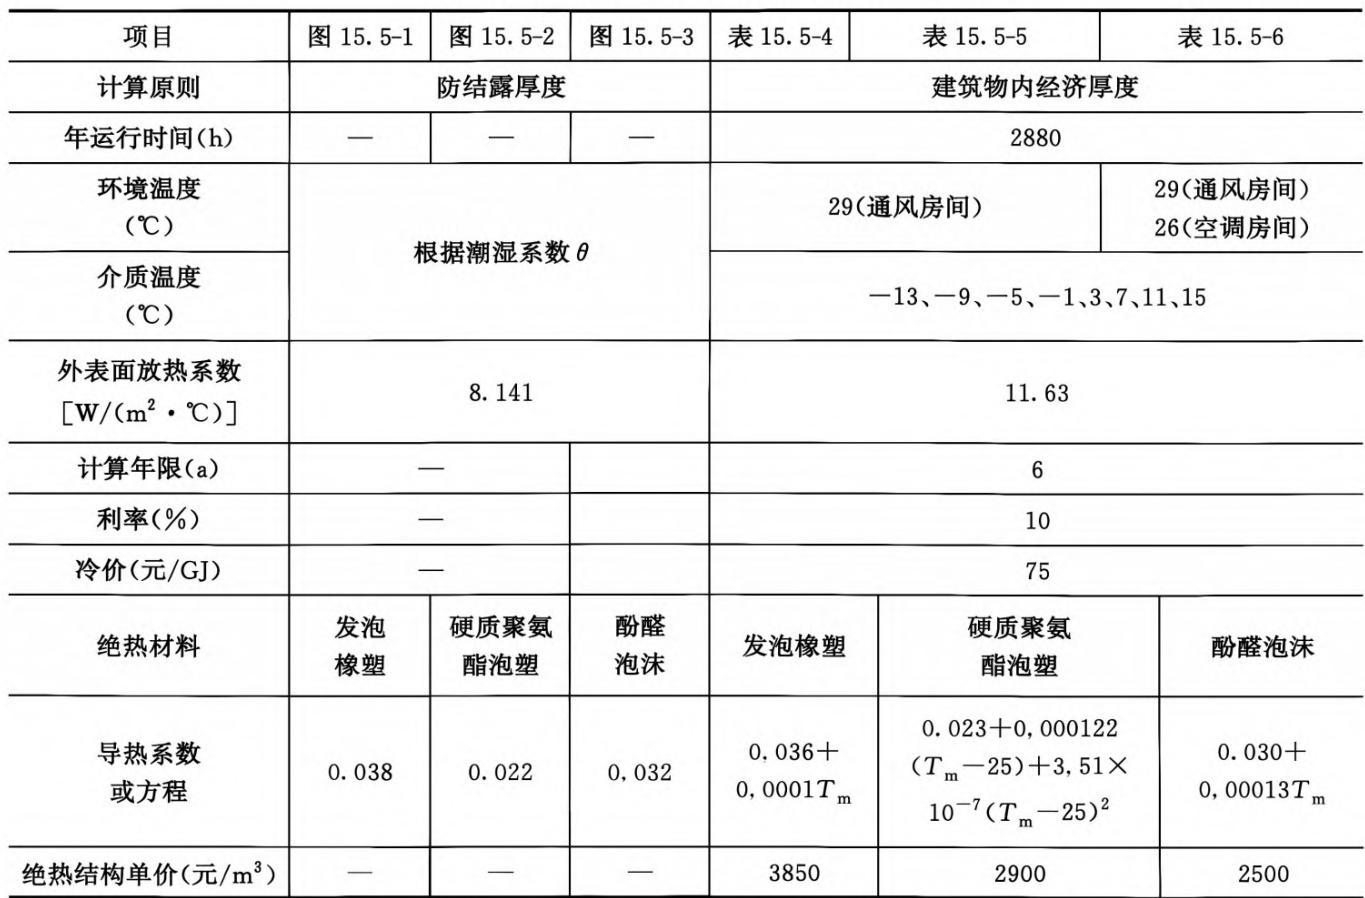 项目 图 15.5-1 图 15.5-2 图 15.5-3 表 15.5-4 表 15.5-5 表 15.5-6
计算原则 防结露厚度 建筑物内经济厚度
年运行时间(h) — — — 2880
环境温度
(℃)
根据潮湿系数 θ
29(通风房间)
29(通风房间)
26(空调房间)
介质温度
(℃)
−13、−9、−5、−1、3、7、11、15
外表面放热系数
[W/(m²·℃)]
8.141 11.63
计算年限(a) — 6
利率(%) — 10
冷价(元/GJ) — 75
绝热材料
发泡
橡塑
硬质聚氨
酯泡塑
酚醛
泡沫
发泡橡塑
硬质聚氨
酯泡塑
酚醛泡沫
导热系数
或方程
0.038 0.022 0,032
0,036+
0,0001Tm
0.023+0,000122
(Tm−25)+3,51×
10⁻⁷(Tm−25)²
0.030+
0,00013Tm
绝热结构单价(元/m³) — — — 3850 2900 2500